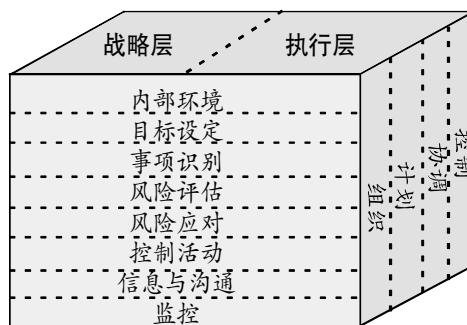 战略层 执行层
内部环境
目标设定
事项识别
风险评估
风险应对
控制活动
信息与沟通
监控
组织
计划
协调
控制